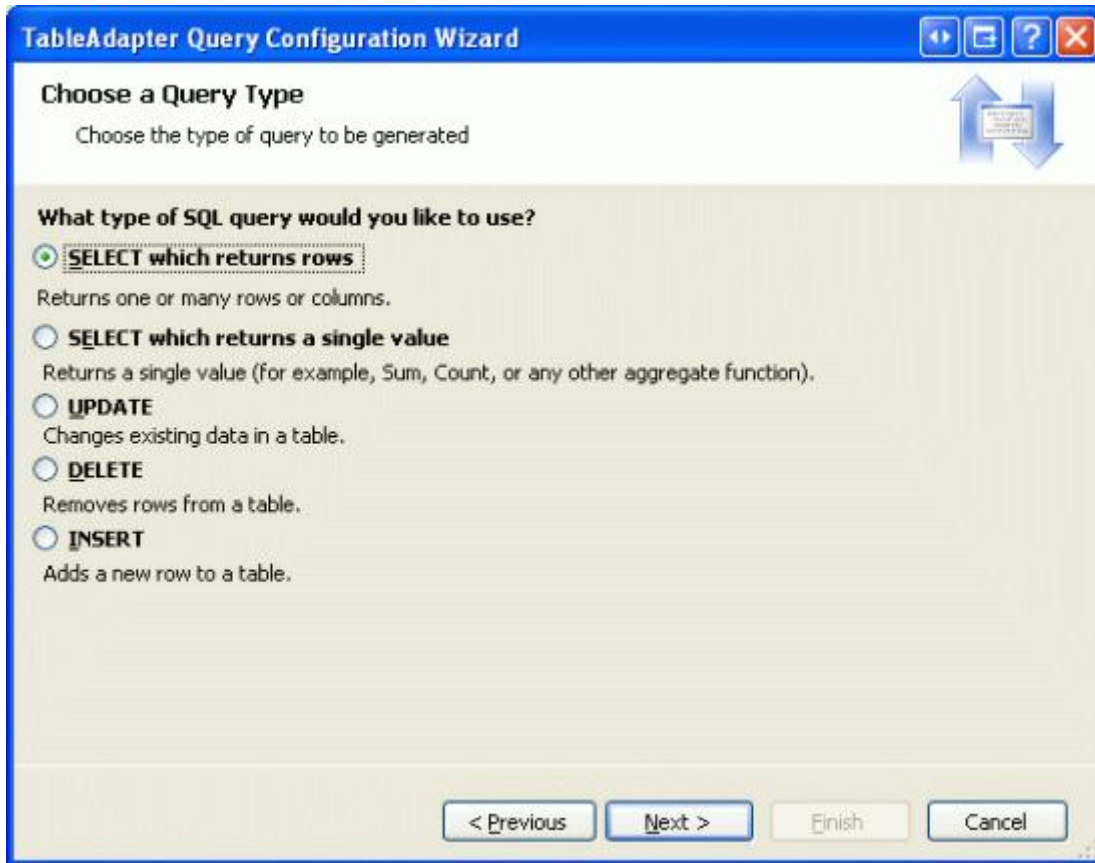 TableAdapter Query Configuration Wizard
Choose a Query Type
Choose the type of query to be generated
What type of SQL query would you like to use?
SELECT which returns rows
Returns one or many rows or columns.
SELECT which returns a single value
Returns a single value (for example, Sum, Count, or any other aggregate function).
UPDATE
Changes existing data in a table.
DELETE
Removes rows from a table.
INSERT
Adds a new row to a table.
< Previous Next > Finish Cancel